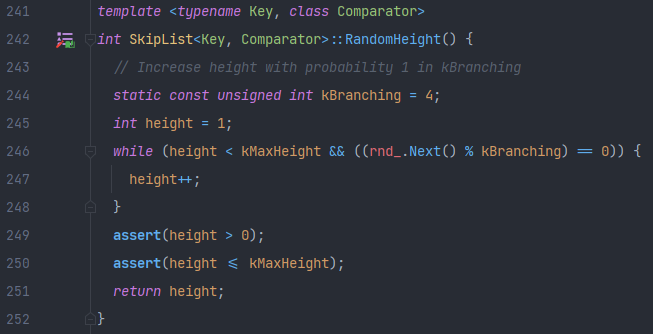 241 template <typename Key, class Comparator>
242 int SkipList<Key, Comparator>::RandomHeight() {
243   // Increase height with probability 1 in kBranching
244   static const unsigned int kBranching = 4;
245   int height = 1;
246   while (height < kMaxHeight && ((rnd_.Next() % kBranching) == 0)) {
247     height++;
248   }
249   assert(height > 0);
250   assert(height <= kMaxHeight);
251   return height;
252 }